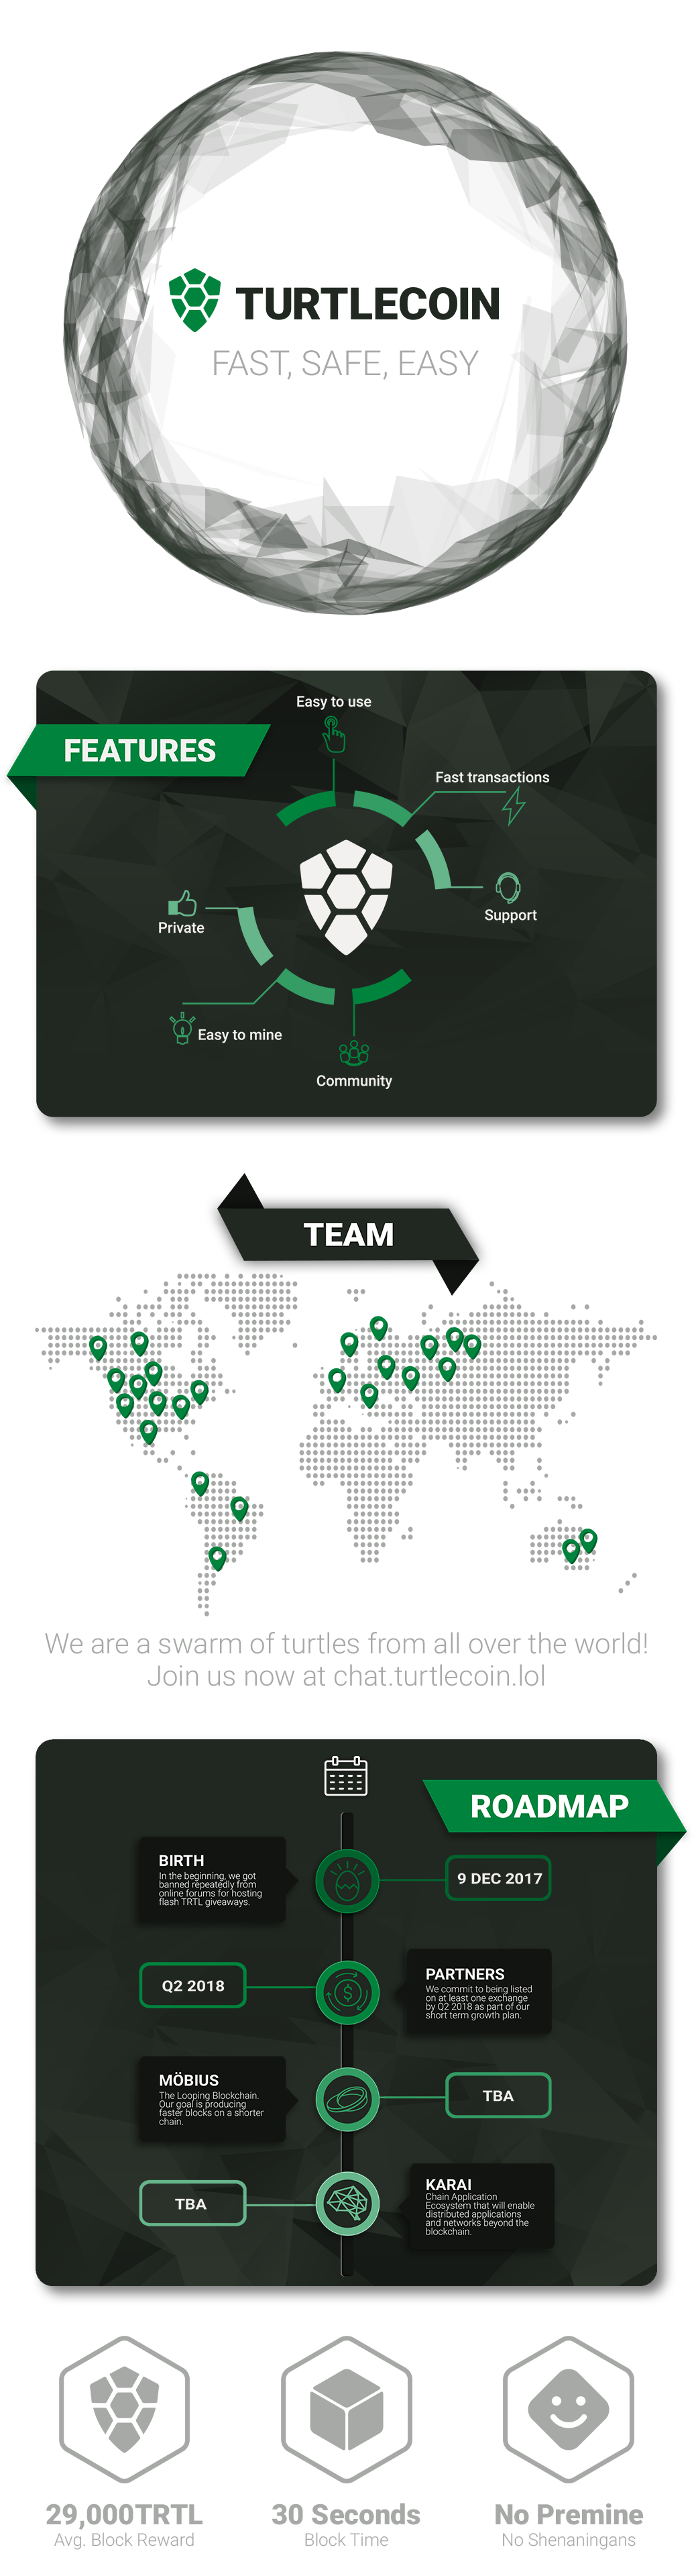 TURTLECOIN
FAST, SAFE, EASY
FEATURES
Easy to use
Fast transactions
Support
Private
Easy to mine
Community
TEAM
We are a swarm of turtles from all over the world!
Join us now at chat.turtlecoin.lol
ROADMAP
BIRTH
In the beginning, we got
banned repeatedly from
online forums for hosting
flash TRTL giveaways.
9 DEC 2017
Q2 2018
PARTNERS
We commit to being listed
on at least one exchange
by Q2 2018 as part of our
short term growth plan.
MÖBIUS
The Looping Blockchain.
Our goal is producing
faster blocks on a shorter
chain.
TBA
TBA
KARAI
Chain Application
Ecosystem that will enable
distributed applications
and networks beyond the
blockchain.
29,000TRTL
Avg. Block Reward
30 Seconds
Block Time
No Premine
No Shenaningans